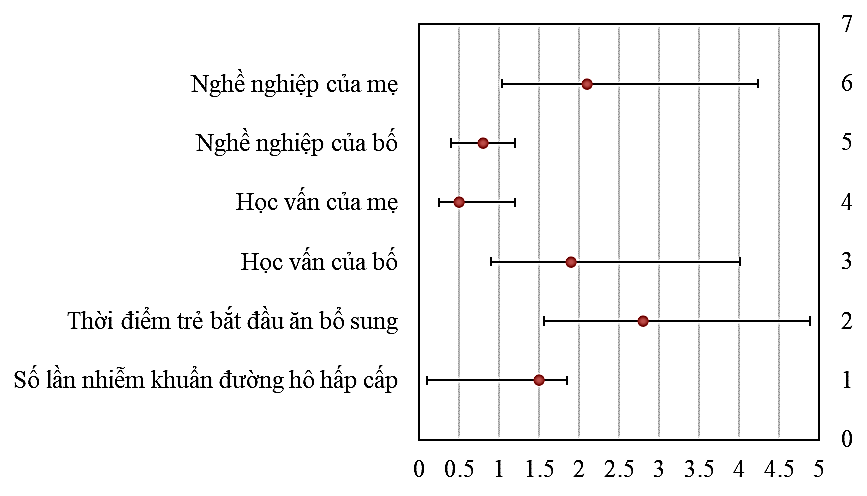 7
Nghề nghiệp của mẹ 6
Nghề nghiệp của bố 5
Học vấn của mẹ 4
Học vấn của bố 3
Thời điểm trẻ bắt đầu ăn bổ sung 2
Số lần nhiễm khuẩn đường hô hấp cấp 1
0
0 0.5 1 1.5 2 2.5 3 3.5 4 4.5 5